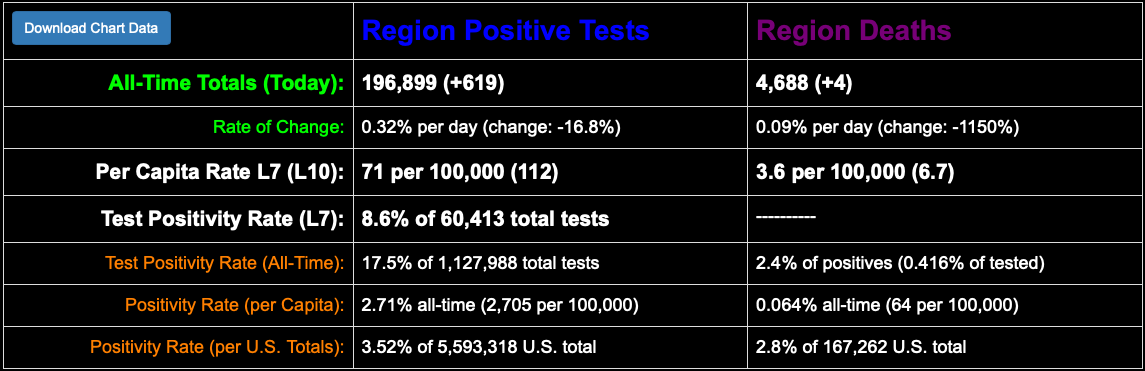 Download Chart Data
Region Positive Tests
Region Deaths
All-Time Totals (Today): 196,899 (+619) 4,688 (+4)
Rate of Change: 0.32% per day (change: -16.8%) 0.09% per day (change: -1150%)
Per Capita Rate L7 (L10): 71 per 100,000 (112) 3.6 per 100,000 (6.7)
Test Positivity Rate (L7): 8.6% of 60,413 total tests ----------
Test Positivity Rate (All-Time): 17.5% of 1,127,988 total tests 2.4% of positives (0.416% of tested)
Positivity Rate (per Capita): 2.71% all-time (2,705 per 100,000) 0.064% all-time (64 per 100,000)
Positivity Rate (per U.S. Totals): 3.52% of 5,593,318 U.S. total 2.8% of 167,262 U.S. total